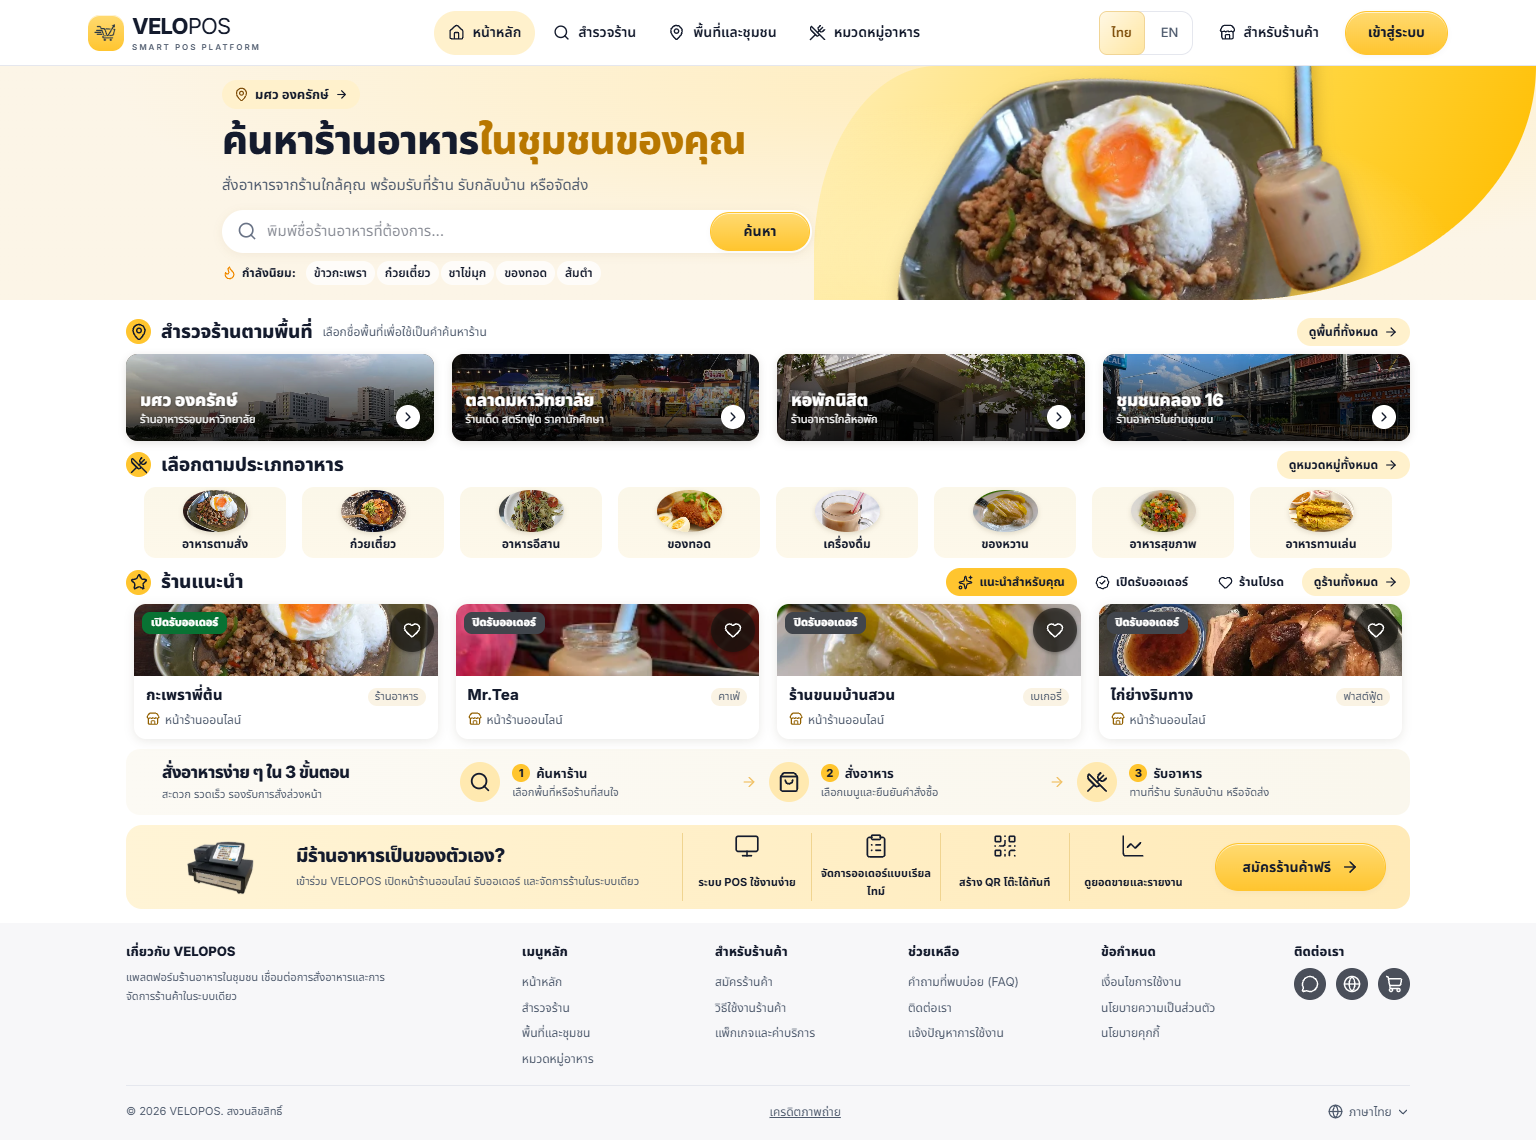 VELOPOS
SMART POS PLATFORM
หน้าหลัก
สำรวจร้าน
พื้นที่และชุมชน
หมวดหมู่อาหาร
ไทย
EN
สำหรับร้านค้า
เข้าสู่ระบบ
มศว องครักษ์
ค้นหาร้านอาหารในชุมชนของคุณ
สั่งอาหารจากร้านใกล้คุณ พร้อมรับที่ร้าน รับกลับบ้าน หรือจัดส่ง
พิมพ์ชื่อร้านอาหารที่ต้องการ...
ค้นหา
กำลังนิยม:
ข้าวกะเพรา
ก๋วยเตี๋ยว
ชาไข่มุก
ของทอด
ส้มตำ
สำรวจร้านตามพื้นที่
เลือกชื่อพื้นที่เพื่อใช้เป็นคำค้นหาร้าน
ดูพื้นที่ทั้งหมด
มศว องครักษ์
ร้านอาหารรอบมหาวิทยาลัย
ตลาดมหาวิทยาลัย
ร้านเด็ด สตรีทฟู้ด ราคานักศึกษา
หอพักนิสิต
ร้านอาหารใกล้หอพัก
ชุมชนคลอง 16
ร้านอาหารในย่านชุมชน
เลือกตามประเภทอาหาร
ดูหมวดหมู่ทั้งหมด
อาหารตามสั่ง
ก๋วยเตี๋ยว
อาหารอีสาน
ของทอด
เครื่องดื่ม
ของหวาน
อาหารสุขภาพ
อาหารทานเล่น
ร้านแนะนำ
แนะนำสำหรับคุณ
เปิดรับออเดอร์
ร้านโปรด
ดูร้านทั้งหมด
เปิดรับออเดอร์
ปิดรับออเดอร์
ปิดรับออเดอร์
ปิดรับออเดอร์
กะเพราพี่ต้น
ร้านอาหาร
หน้าร้านออนไลน์
Mr.Tea
คาเฟ่
หน้าร้านออนไลน์
ร้านขนมบ้านสวน
เบเกอรี่
หน้าร้านออนไลน์
ไก่ย่างริมทาง
ฟาสต์ฟู้ด
หน้าร้านออนไลน์
สั่งอาหารง่าย ๆ ใน 3 ขั้นตอน
สะดวก รวดเร็ว รองรับการสั่งล่วงหน้า
1 ค้นหาร้าน
เลือกพื้นที่หรือร้านที่สนใจ
2 สั่งอาหาร
เลือกเมนูและยืนยันคำสั่งซื้อ
3 รับอาหาร
ทานที่ร้าน รับกลับบ้าน หรือจัดส่ง
มีร้านอาหารเป็นของตัวเอง?
เข้าร่วม VELOPOS เปิดหน้าร้านออนไลน์ รับออเดอร์ และจัดการร้านในระบบเดียว
ระบบ POS ใช้งานง่าย
จัดการออเดอร์แบบเรียล
ไทม์
สร้าง QR โต๊ะได้ทันที
ดูยอดขายและรายงาน
สมัครร้านค้าฟรี
เกี่ยวกับ VELOPOS
แพลตฟอร์มร้านอาหารในชุมชน เชื่อมต่อการสั่งอาหารและการ
จัดการร้านค้าในระบบเดียว
เมนูหลัก
หน้าหลัก
สำรวจร้าน
พื้นที่และชุมชน
หมวดหมู่อาหาร
สำหรับร้านค้า
สมัครร้านค้า
วิธีใช้งานร้านค้า
แพ็กเกจและค่าบริการ
ช่วยเหลือ
คำถามที่พบบ่อย (FAQ)
ติดต่อเรา
แจ้งปัญหาการใช้งาน
ข้อกำหนด
เงื่อนไขการใช้งาน
นโยบายความเป็นส่วนตัว
นโยบายคุกกี้
ติดต่อเรา
© 2026 VELOPOS. สงวนลิขสิทธิ์
เครดิตภาพถ่าย
ภาษาไทย